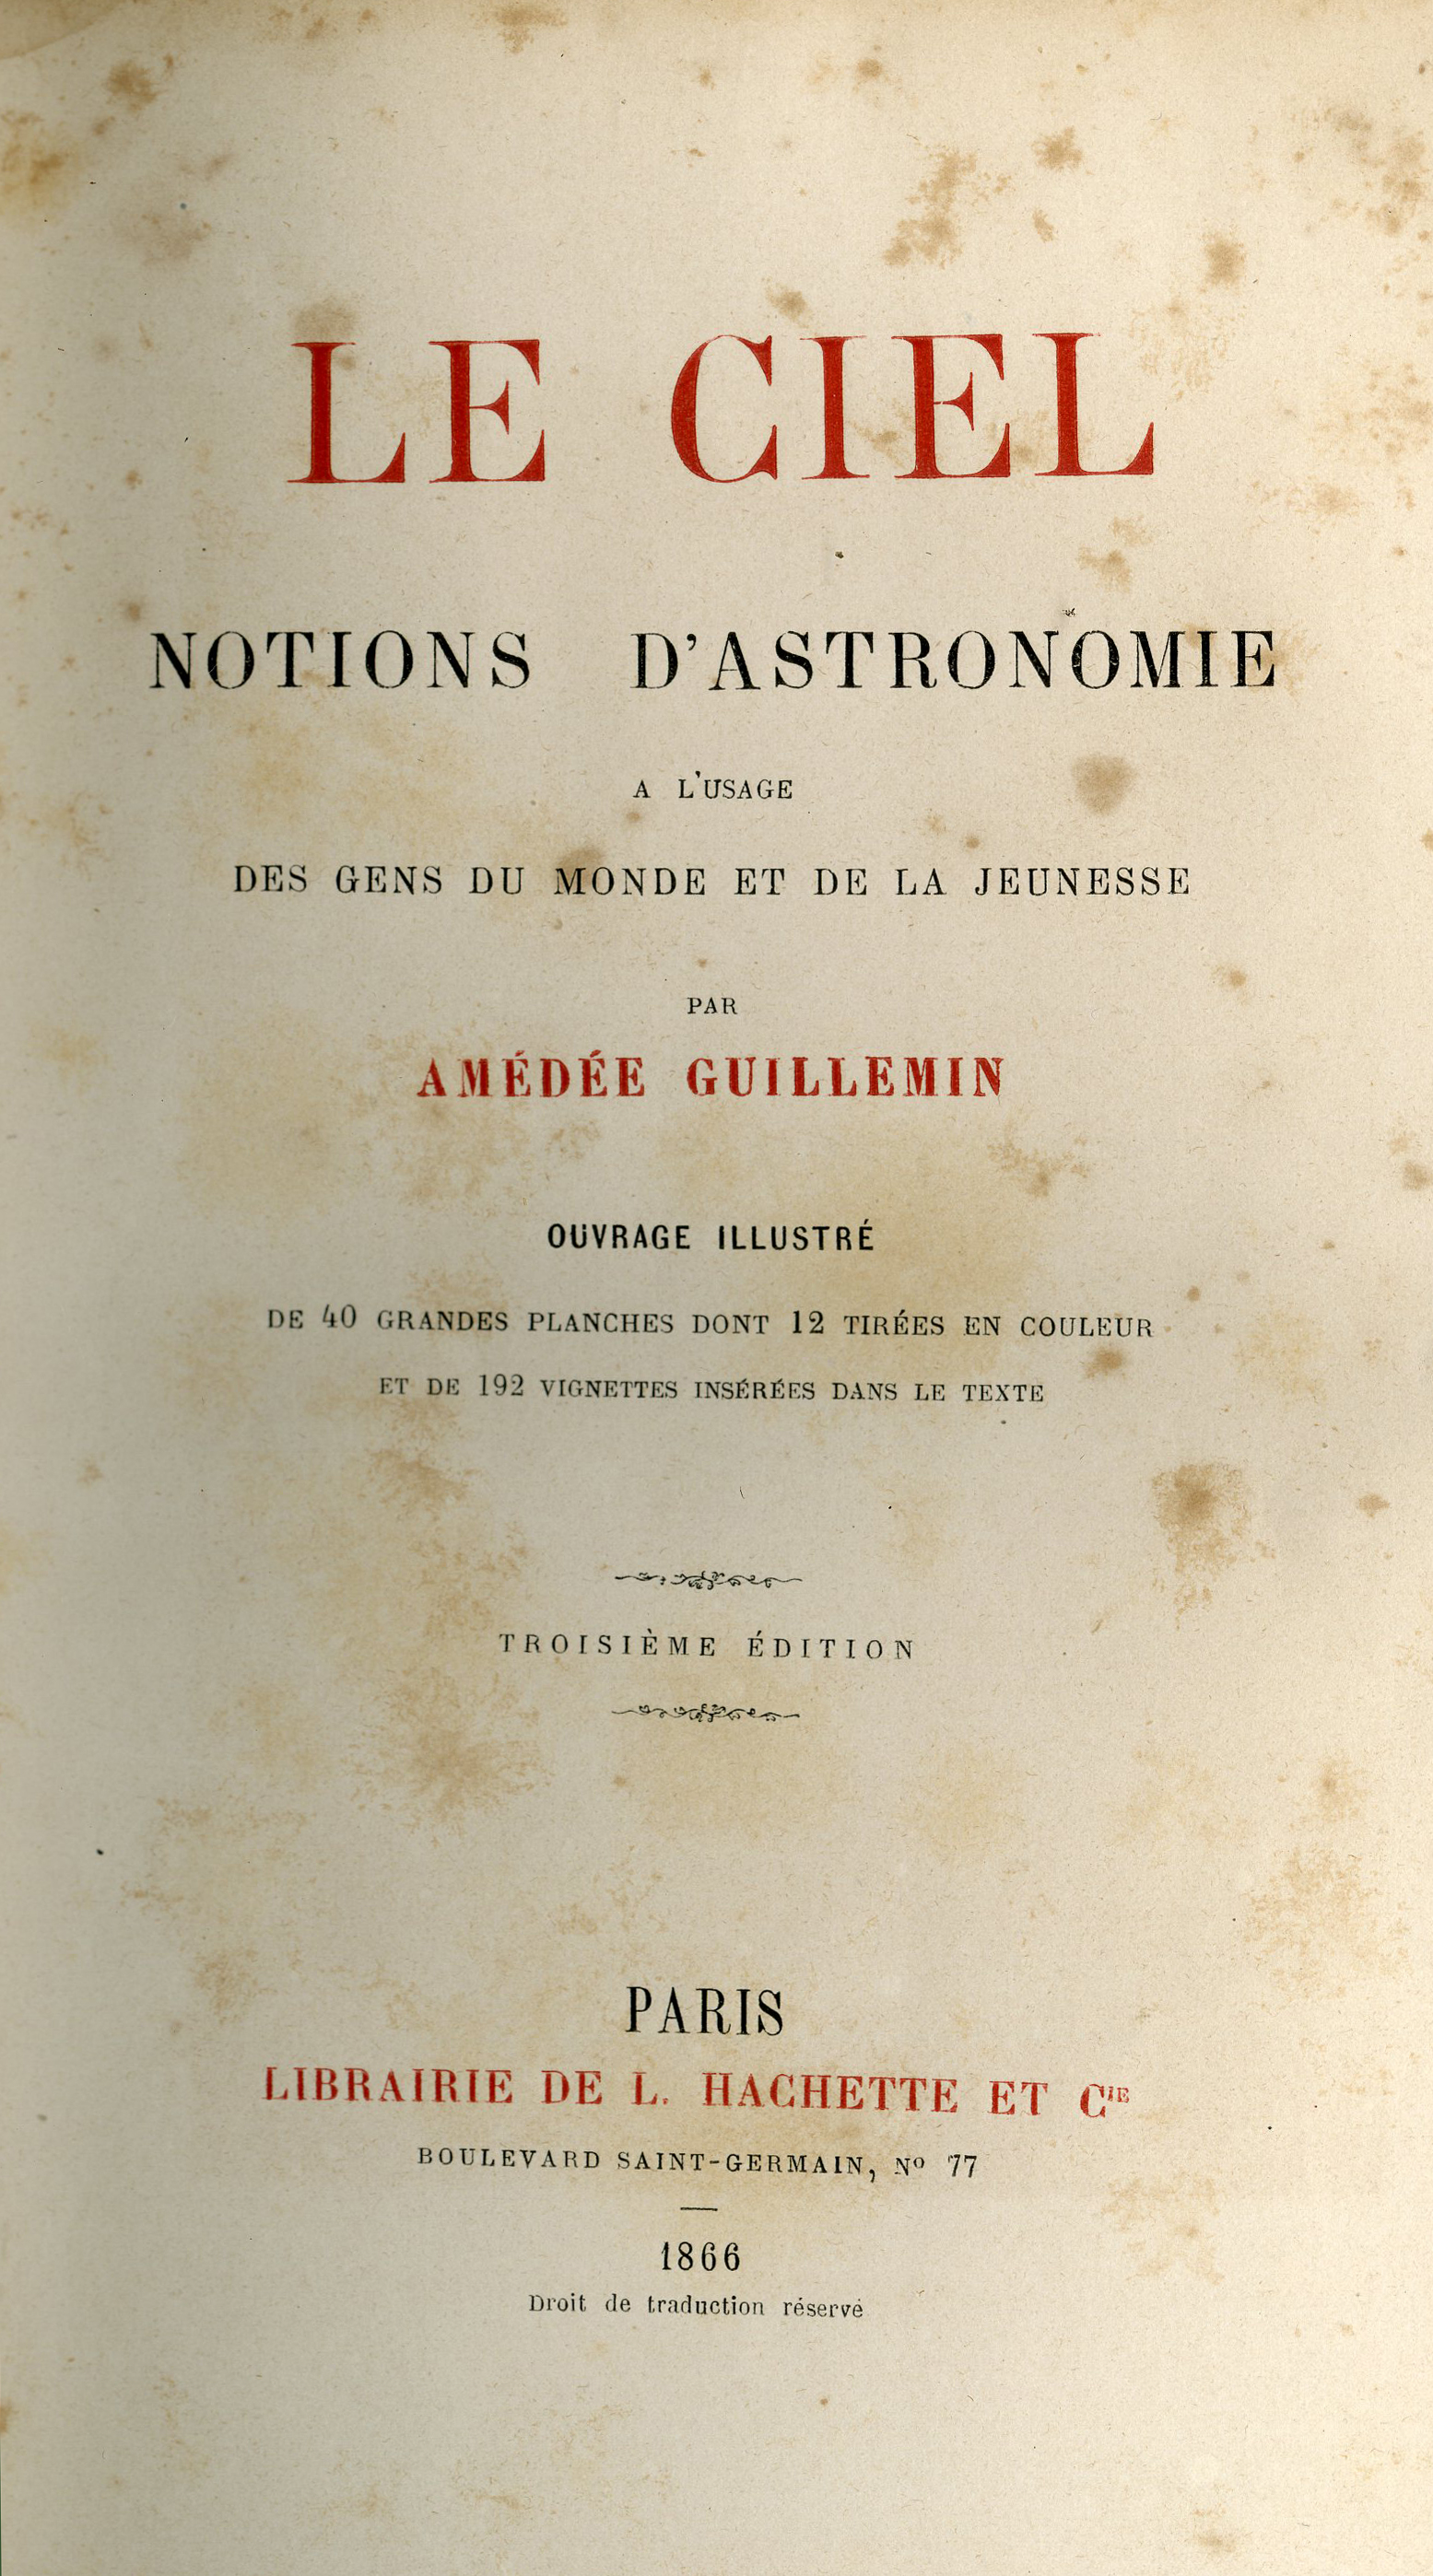 LE CIEL
NOTIONS D'ASTRONOMIE
A L'USAGE
DES GENS DU MONDE ET DE LA JEUNESSE
PAR
AMÉDÉE GUILLEMIN
OUVRAGE ILLUSTRÉ
DE 40 GRANDES PLANCHES DONT 12 TIRÉES EN COULEUR
ET DE 192 VIGNETTES INSÉRÉES DANS LE TEXTE
TROISIÈME ÉDITION
PARIS
LIBRAIRIE DE L. HACHETTE ET CIE
BOULEVARD SAINT-GERMAIN, No 77
1866
Droit de traduction réservé